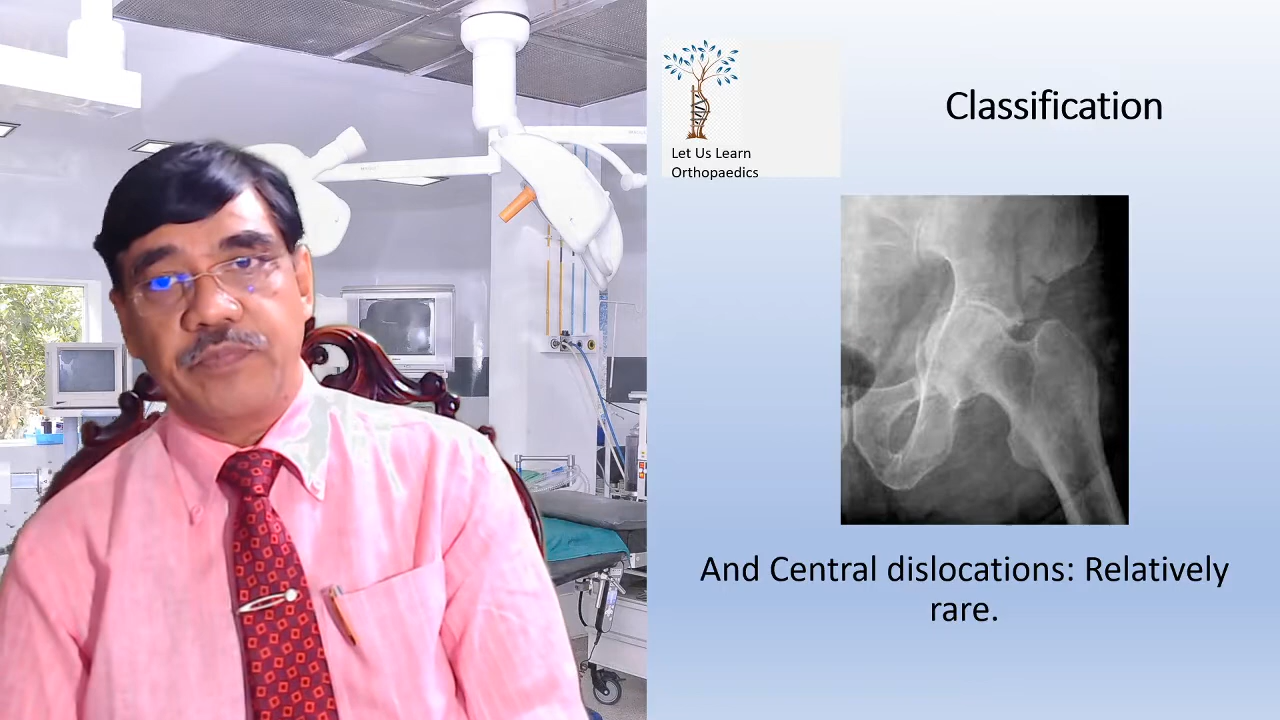 Let Us Learn
Orthopaedics
Classification
And Central dislocations: Relatively
rare.